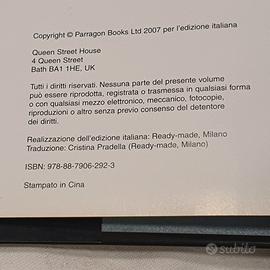 Copyright © Parragon Books Ltd 2007 per l'edizione italiana
Queen Street House
4 Queen Street
Bath BA1 1HE, UK
Tutti i diritti riservati. Nessuna parte del presente volume
può essere riprodotta, registrata o trasmessa in qualsiasi forma
o con qualsiasi mezzo elettronico, meccanico, fotocopie,
riproduzioni o altro senza previo consenso del detentore
dei diritti.
Realizzazione dell'edizione italiana: Ready-made, Milano
Traduzione: Cristina Pradella (Ready-made, Milano)
ISBN: 978-88-7906-292-3
Stampato in Cina
subito